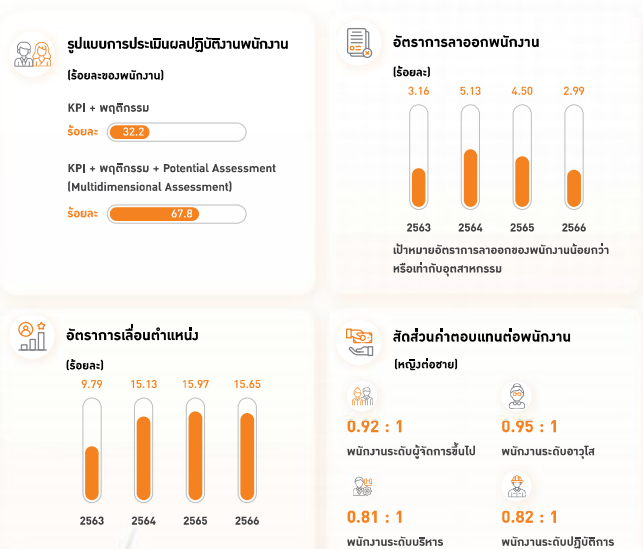 รูปแบบการประเมินผลปฏิบัติงานพนักงาน
(ร้อยละของพนักงาน)
KPI + พฤติกรรม
ร้อยละ 32.2
KPI + พฤติกรรม + Potential Assessment
(Multidimensional Assessment)
ร้อยละ 67.8
อัตราการลาออกพนักงาน
(ร้อยละ)
3.16 5.13 4.50 2.99
2563 2564 2565 2566
เป้าหมายอัตราการลาออกของพนักงานน้อยกว่า
หรือเท่ากับอุตสาหกรรม
อัตราการเลื่อนตำแหน่ง
(ร้อยละ)
9.79 15.13 15.97 15.65
2563 2564 2565 2566
สัดส่วนค่าตอบแทนต่อพนักงาน
(หญิงต่อชาย)
0.92 : 1 0.95 : 1
พนักงานระดับผู้จัดการขึ้นไป พนักงานระดับอาวุโส
0.81 : 1 0.82 : 1
พนักงานระดับบริหาร พนักงานระดับปฏิบัติการ